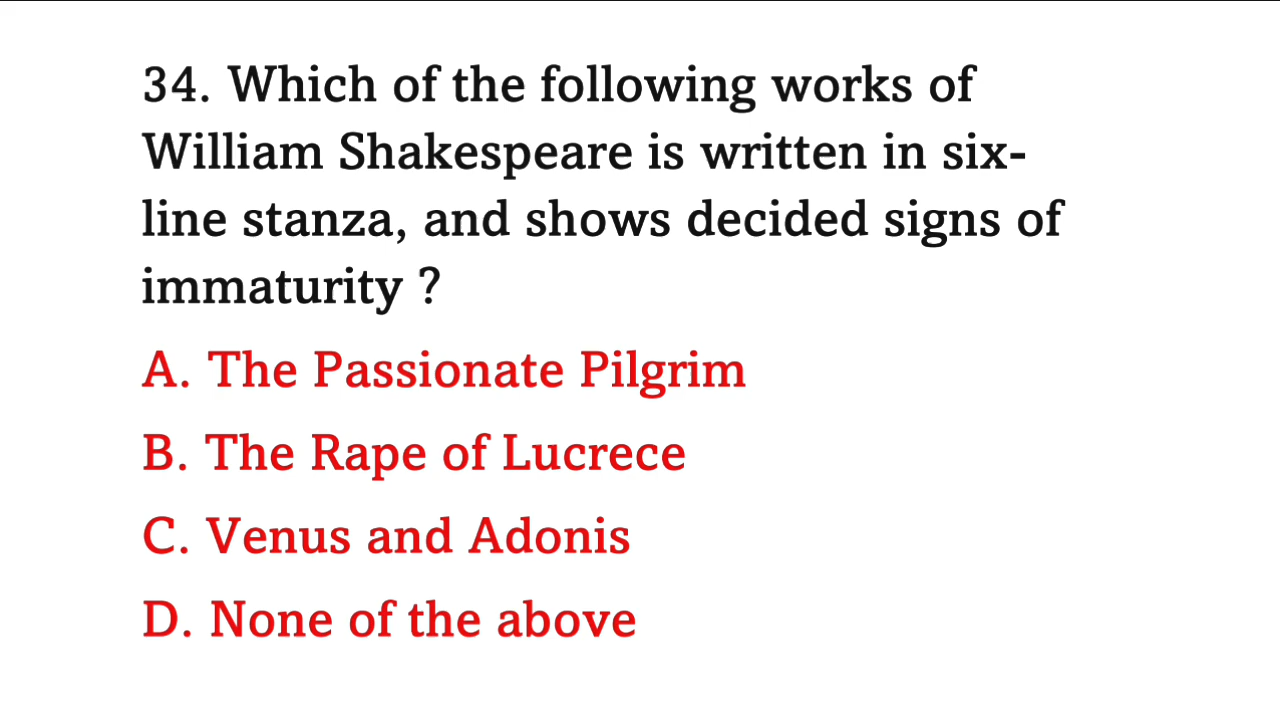 34. Which of the following works of
William Shakespeare is written in six-
line stanza, and shows decided signs of
immaturity ?
A. The Passionate Pilgrim
B. The Rape of Lucrece
C. Venus and Adonis
D. None of the above